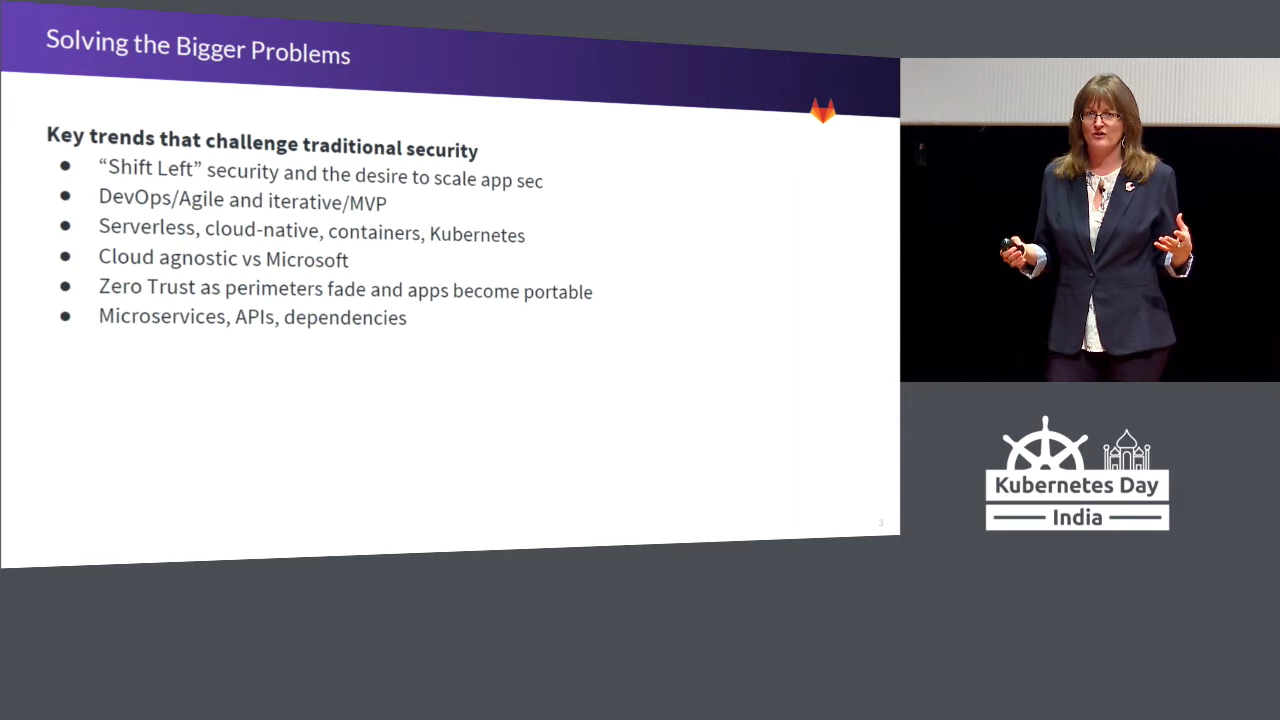 Solving the Bigger Problems
Key trends that challenge traditional security
● “Shift Left” security and the desire to scale app sec
● DevOps/Agile and iterative/MVP
● Serverless, cloud-native, containers, Kubernetes
● Cloud agnostic vs Microsoft
● Zero Trust as perimeters fade and apps become portable
● Microservices, APIs, dependencies
3
Kubernetes Day
India